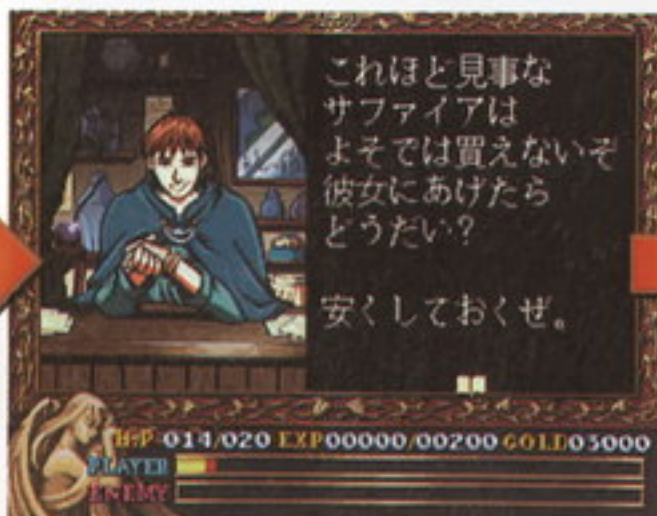 これほど見事な
サファイアは
よそでは買えないぞ
彼女にあげたら
どうだい？
安くしておくぜ。
H.P 014/020 EXP00000/00200 GOLD03000
PLAYER
ENEMY